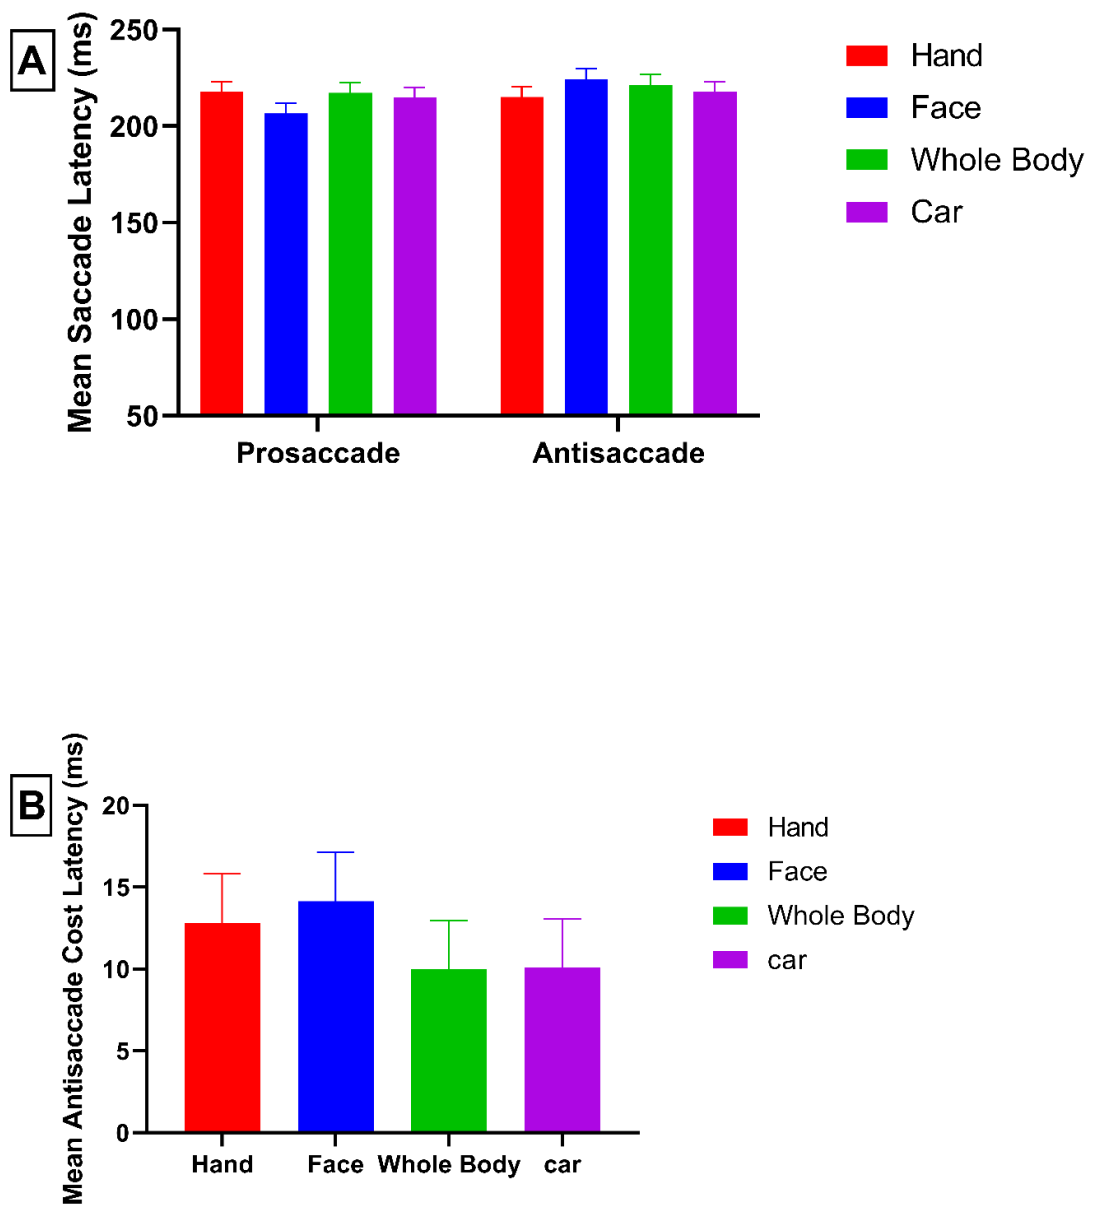 A
Mean Saccade Latency (ms)
250
200
150
100
50
Prosaccade Antisaccade
Hand
Face
Whole Body
Car
B
Mean Antisaccade Cost Latency (ms)
20
15
10
5
0
Hand Face Whole Body car
Hand
Face
Whole Body
car